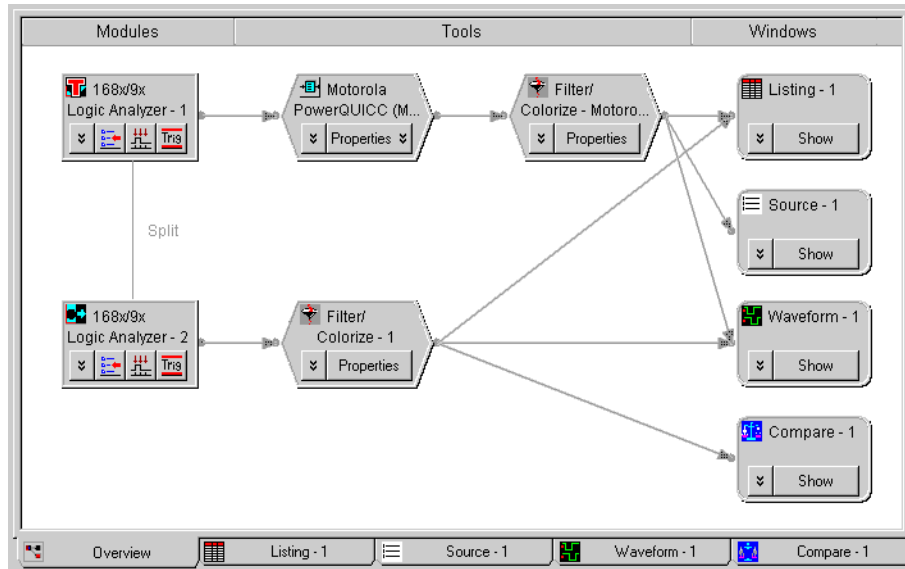 Modules Tools Windows
168x/9x
Logic Analyzer - 1
Trig
Motorola
PowerQUICC (M...
Properties
Filter/
Colorize - Motoro...
Properties
Listing - 1
Show
Source - 1
Show
Split
168x/9x
Logic Analyzer - 2
Trig
Filter/
Colorize - 1
Properties
Waveform - 1
Show
Compare - 1
Show
Overview Listing - 1 Source - 1 Waveform - 1 Compare - 1